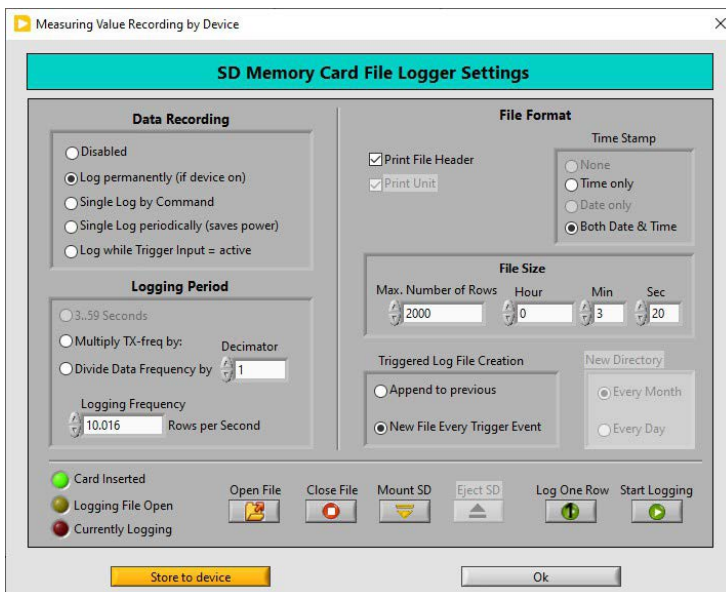 Measuring Value Recording by Device
SD Memory Card File Logger Settings
Data Recording
Disabled
Log permanently (if device on)
Single Log by Command
Single Log periodically (saves power)
Log while Trigger Input = active
Logging Period
3..59 Seconds
Multiply TX-freq by:
Decimator
Divide Data Frequency by
1
Logging Frequency
10.016
Rows per Second
File Format
Print File Header
Print Unit
Time Stamp
None
Time only
Date only
Both Date & Time
File Size
Max. Number of Rows Hour Min Sec
2000 0 3 20
Triggered Log File Creation
Append to previous
New File Every Trigger Event
New Directory
Every Month
Every Day
Card Inserted
Logging File Open
Currently Logging
Open File Close File Mount SD Eject SD Log One Row Start Logging
1
Store to device Ok